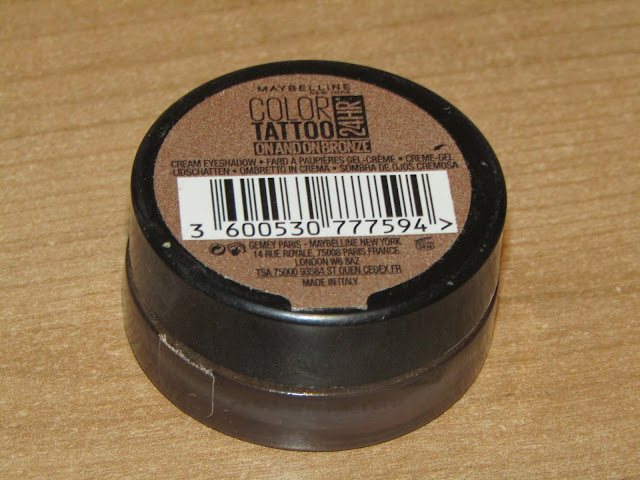 MAYBELLINE
NEW YORK
COLOR
TATTOO
24HR
ON AND ON BRONZE
CREAM EYESHADOW • FARD À PAUPIÈRES GEL-CRÈME • CREME-GEL
LIDSCHATTEN • OMBRETTO IN CREMA • SOMBRA DE OJOS CREMOSA
3 600530 777594 >
GEMEY PARIS - MAYBELLINE NEW YORK
14 RUE ROYALE, 75008 PARIS FRANCE
LONDON W6 8AZ
TSA 75000 93584 ST OUEN CEDEX.FR
MADE IN ITALY